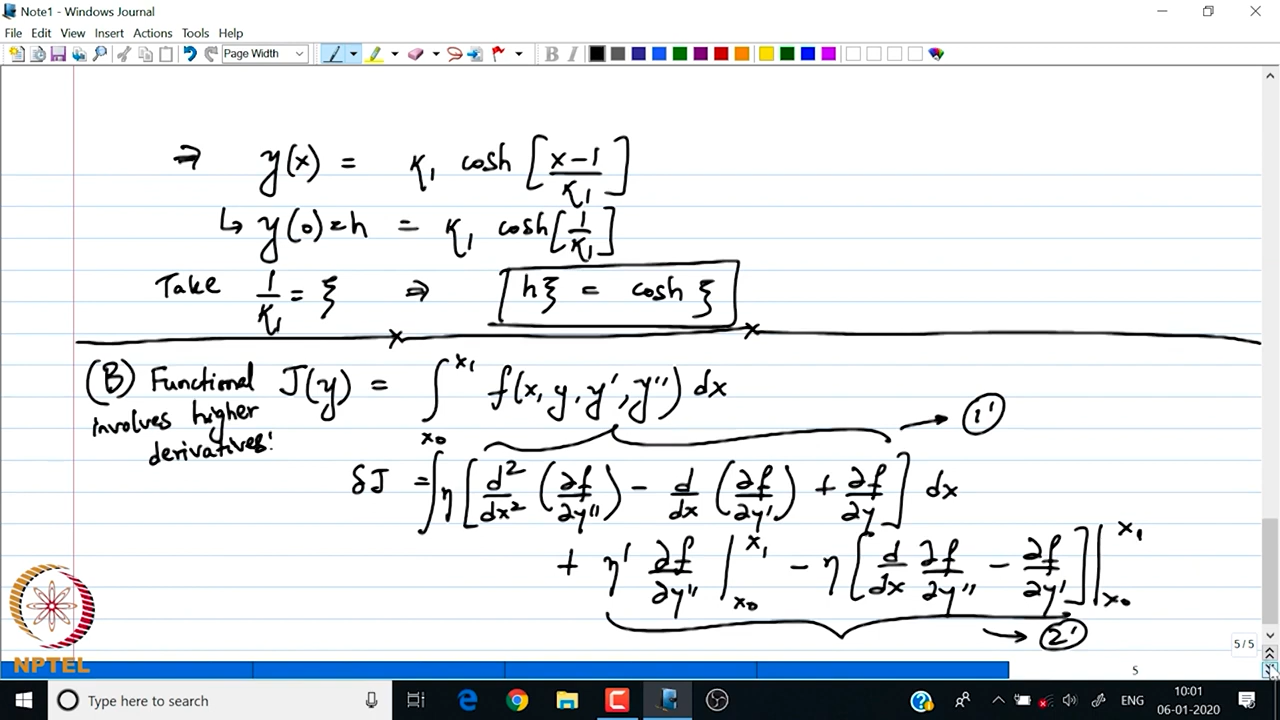 Note1 - Windows Journal
File Edit View Insert Actions Tools Help
Page Width B I
⇒ y(x) = K₁ cosh [(x-1)/K₁]
↳ y(0) = h = K₁ cosh [1/K₁]
Take 1/K₁ = ξ ⇒ hξ = cosh ξ
(B) Functional involves higher derivatives: J(y) = ∫_{x₀}^{x₁} f(x, y, y', y'') dx
→ (1')
δJ = ∫ η [d²/dx² (∂f/∂y'') - d/dx (∂f/∂y') + ∂f/∂y] dx
+ η' ∂f/∂y'' |_{x₀}^{x₁} - η [d/dx ∂f/∂y'' - ∂f/∂y'] |_{x₀}^{x₁}
→ (2')
NPTEL
5/5
5
Type here to search
ENG
10:01
06-01-2020